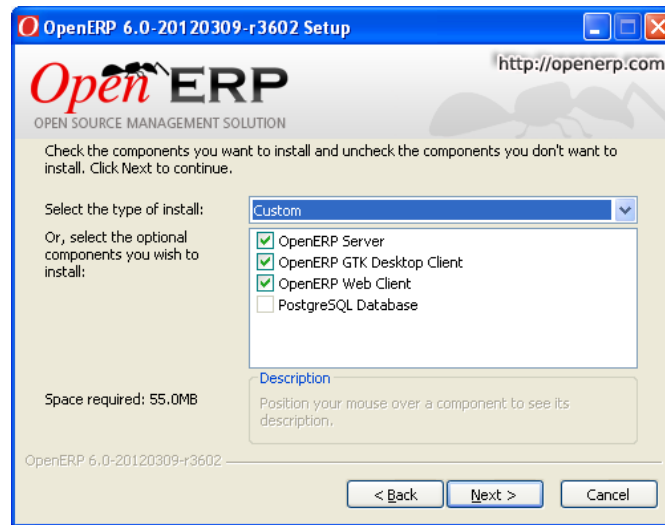 OpenERP 6.0-20120309-r3602 Setup
http://openerp.com
Open ERP
OPEN SOURCE MANAGEMENT SOLUTION
Check the components you want to install and uncheck the components you don't want to
install. Click Next to continue.
Select the type of install:
Custom
Or, select the optional
components you wish to
install:
OpenERP Server
OpenERP GTK Desktop Client
OpenERP Web Client
PostgreSQL Database
Space required: 55.0MB
Description
Position your mouse over a component to see its
description.
OpenERP 6.0-20120309-r3602
< Back Next > Cancel